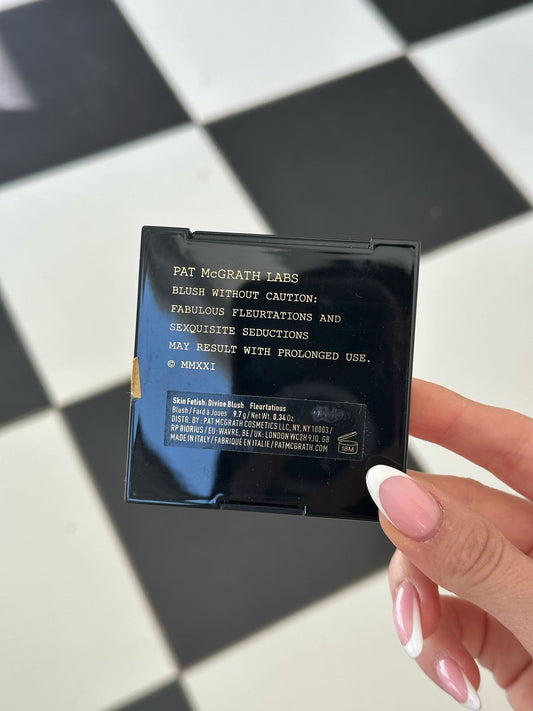 PAT McGRATH LABS
BLUSH WITHOUT CAUTION:
FABULOUS FLEURTATIONS AND
SEXQUISITE SEDUCTIONS
MAY RESULT WITH PROLONGED USE.
© MMXXI
Skin Fetish: Divine Blush Fleurtatious
Blush / Fard à Joues 9.7 g / Net Wt. 0.34 Oz.
DISTR. BY : PAT MCGRATH COSMETICS LLC, NY, NY 10003 /
RP BIORIUS / EU: WAVRE, BE / UK: LONDON WC2H 9JQ, GB
MADE IN ITALY / FABRIQUÉ EN ITALIE / PATMCGRATH.COM
18M